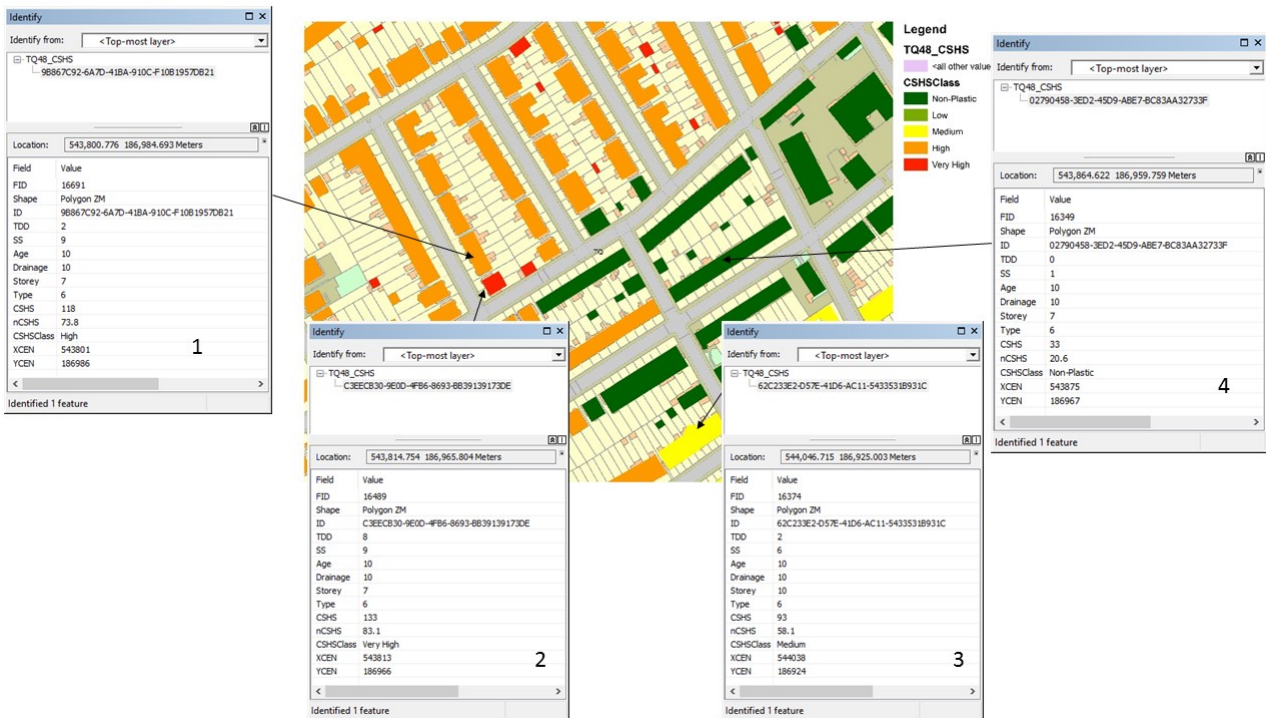 Identify
Identify from: <Top-most layer>
TQ48_CSHS
9B867C92-6A7D-41BA-910C-F10B1957DB21
Location: 543,800.776 186,984.693 Meters
Field Value
FID 16691
Shape Polygon ZM
ID 9B867C92-6A7D-41BA-910C-F10B1957DB21
TDD 2
SS 9
Age 10
Drainage 10
Storey 7
Type 6
CSHS 118
nCSHS 73.8
CSHSClass High
XCEN 543801
YCEN 186986
1
Identified 1 feature
Legend
TQ48_CSHS
<all other value
CSHSClass
Non-Plastic
Low
Medium
High
Very High
Identify
Identify from: <Top-most layer>
TQ48_CSHS
02790458-3ED2-45D9-ABE7-BC83AA32733F
Location: 543,864.622 186,959.759 Meters
Field Value
FID 16349
Shape Polygon ZM
ID 02790458-3ED2-45D9-ABE7-BC83AA32733F
TDD 0
SS 1
Age 10
Drainage 10
Storey 7
Type 6
CSHS 33
nCSHS 20.6
CSHSClass Non-Plastic
XCEN 543875
YCEN 186967
4
Identified 1 feature
Identify
Identify from: <Top-most layer>
TQ48_CSHS
C3EECB30-9E0D-4FB6-8693-BB39139173DE
Location: 543,814.754 186,965.804 Meters
Field Value
FID 16489
Shape Polygon ZM
ID C3EECB30-9E0D-4FB6-8693-BB39139173DE
TDD 8
SS 9
Age 10
Drainage 10
Storey 7
Type 6
CSHS 133
nCSHS 83.1
CSHSClass Very High
XCEN 543813
YCEN 186966
2
Identified 1 feature
Identify
Identify from: <Top-most layer>
TQ48_CSHS
62C233E2-D57E-41D6-AC11-5433531B931C
Location: 544,046.715 186,925.003 Meters
Field Value
FID 16374
Shape Polygon ZM
ID 62C233E2-D57E-41D6-AC11-5433531B931C
TDD 2
SS 6
Age 10
Drainage 10
Storey 10
Type 6
CSHS 93
nCSHS 58.1
CSHSClass Medium
XCEN 544038
YCEN 186924
3
Identified 1 feature